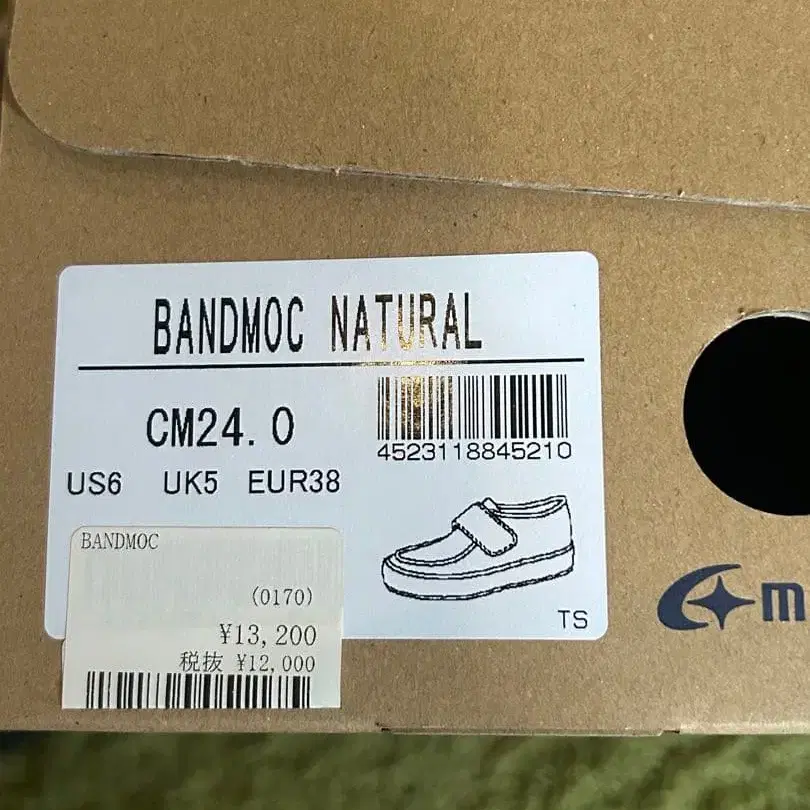 BANDMOC NATURAL
CM24.0
4523118845210
US6 UK5 EUR38
BANDMOC
(0170)
¥13,200
税抜 ¥12,000
TS
m